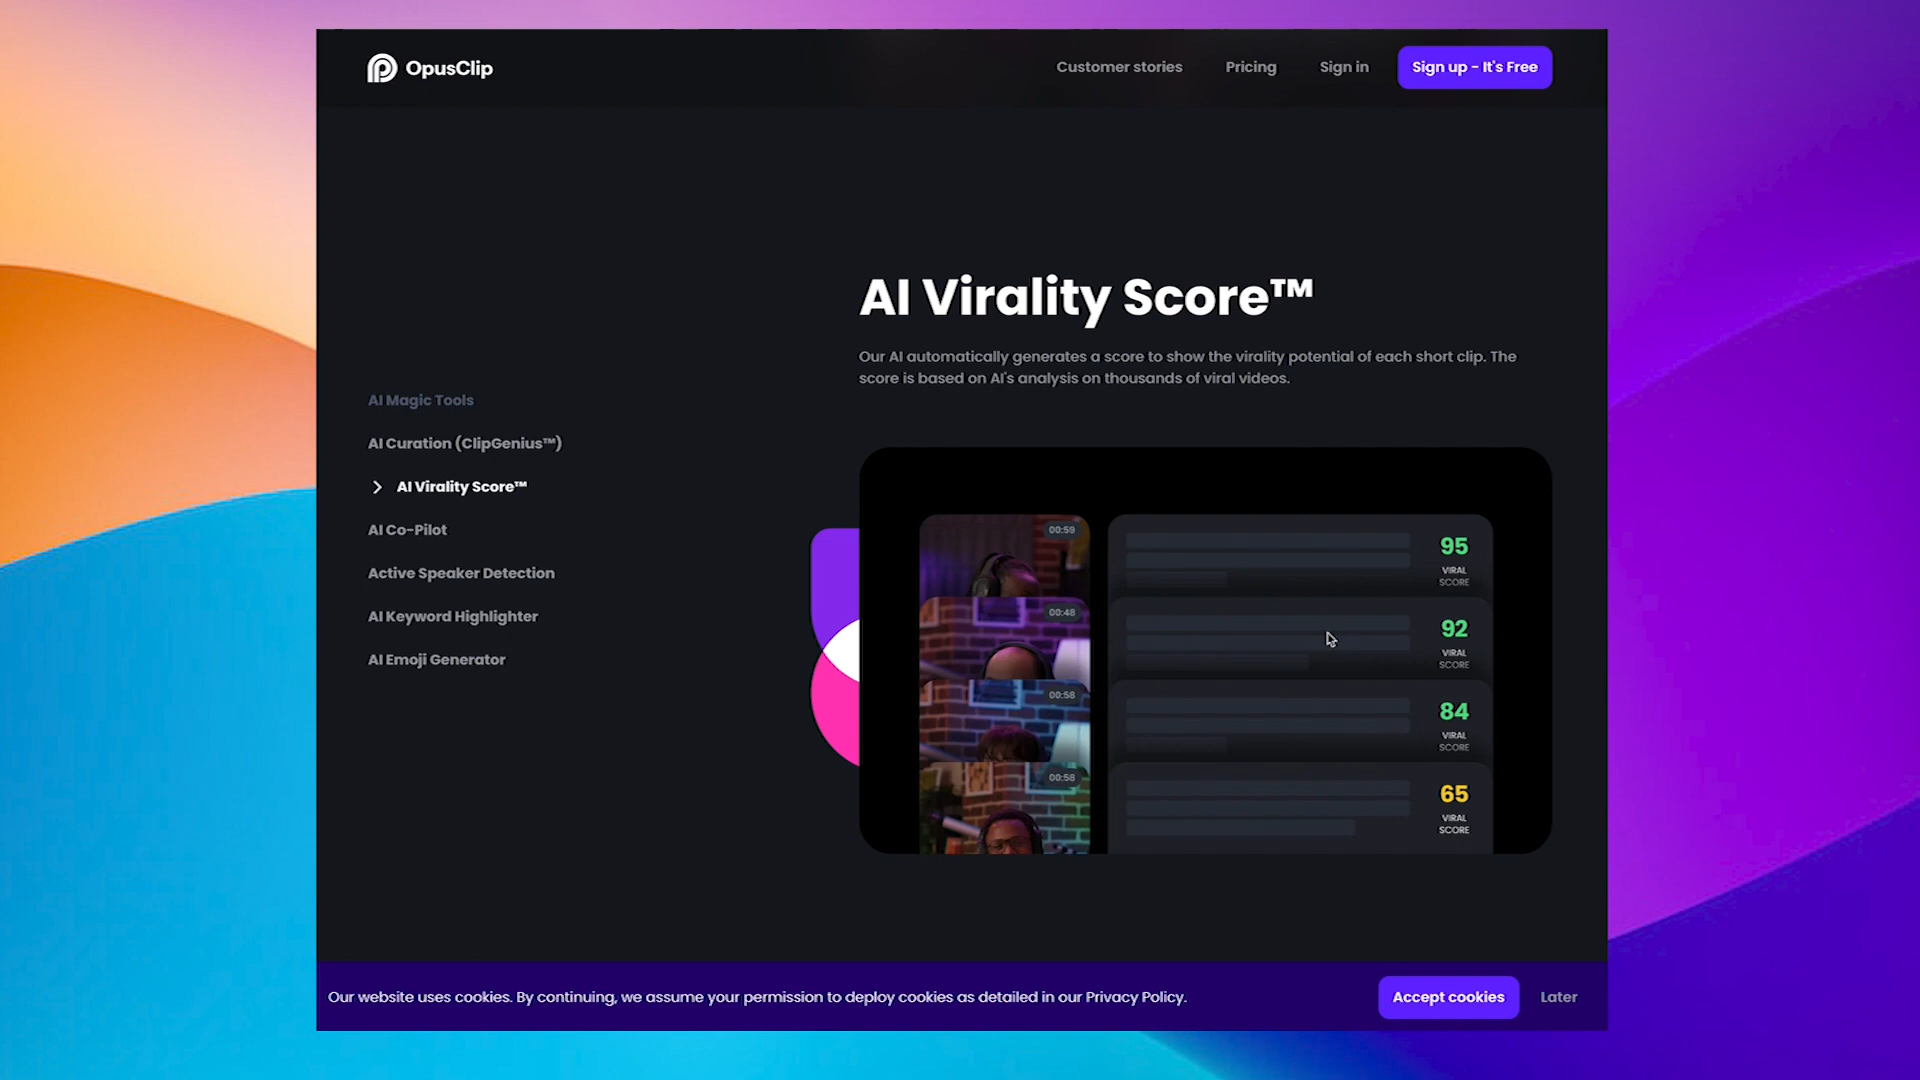 OpusClip
Customer stories
Pricing
Sign in
Sign up - It's Free
AI Magic Tools
AI Curation (ClipGenius™)
AI Virality Score™
AI Co-Pilot
Active Speaker Detection
AI Keyword Highlighter
AI Emoji Generator
AI Virality Score™
Our AI automatically generates a score to show the virality potential of each short clip. The
score is based on AI's analysis on thousands of viral videos.
00:59
95
VIRAL
SCORE
00:48
92
VIRAL
SCORE
00:58
84
VIRAL
SCORE
00:58
65
VIRAL
SCORE
Our website uses cookies. By continuing, we assume your permission to deploy cookies as detailed in our Privacy Policy.
Accept cookies
Later